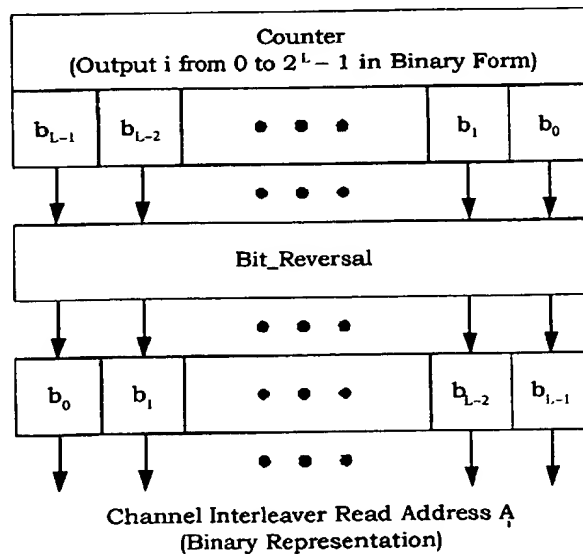 Counter
(Output i from 0 to 2^L – 1 in Binary Form)
b_{L-1} b_{L-2} • • • b_1 b_0
• • •
Bit_Reversal
• • •
b_0 b_1 • • • b_{L-2} b_{L-1}
• • •
Channel Interleaver Read Address A_i
(Binary Representation)